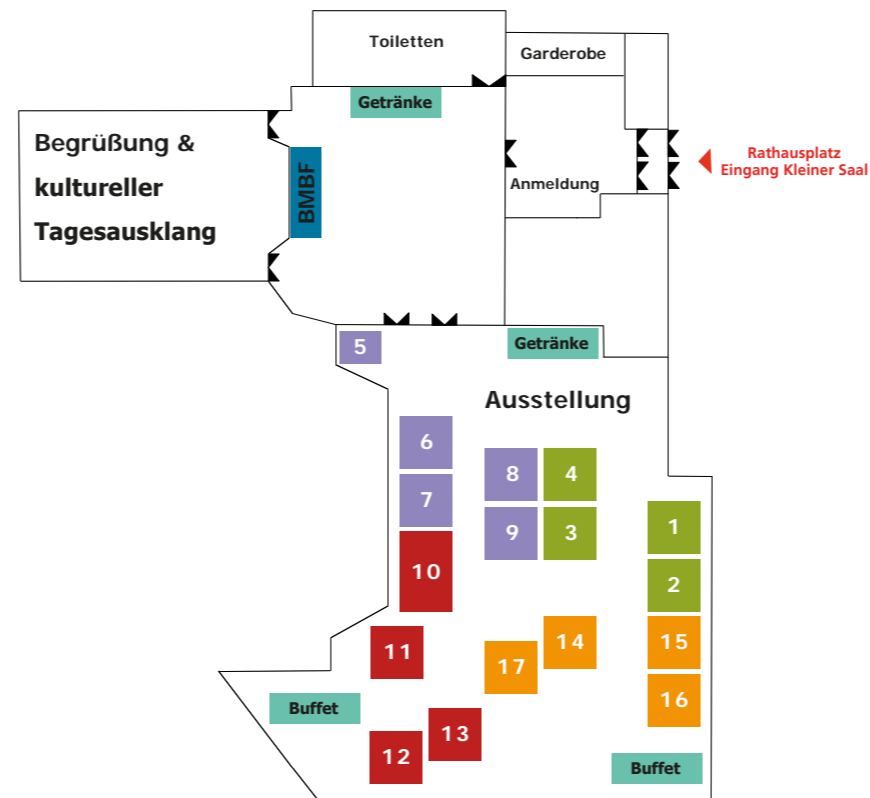 Toiletten
Garderobe
Getränke
Begrüßung &
kultureller
Tagesausklang
BMBF
Anmeldung
Rathausplatz
Eingang Kleiner Saal
5
Getränke
Ausstellung
6
8
4
7
9
3
1
10
2
11
14
15
17
16
Buffet
13
12
Buffet